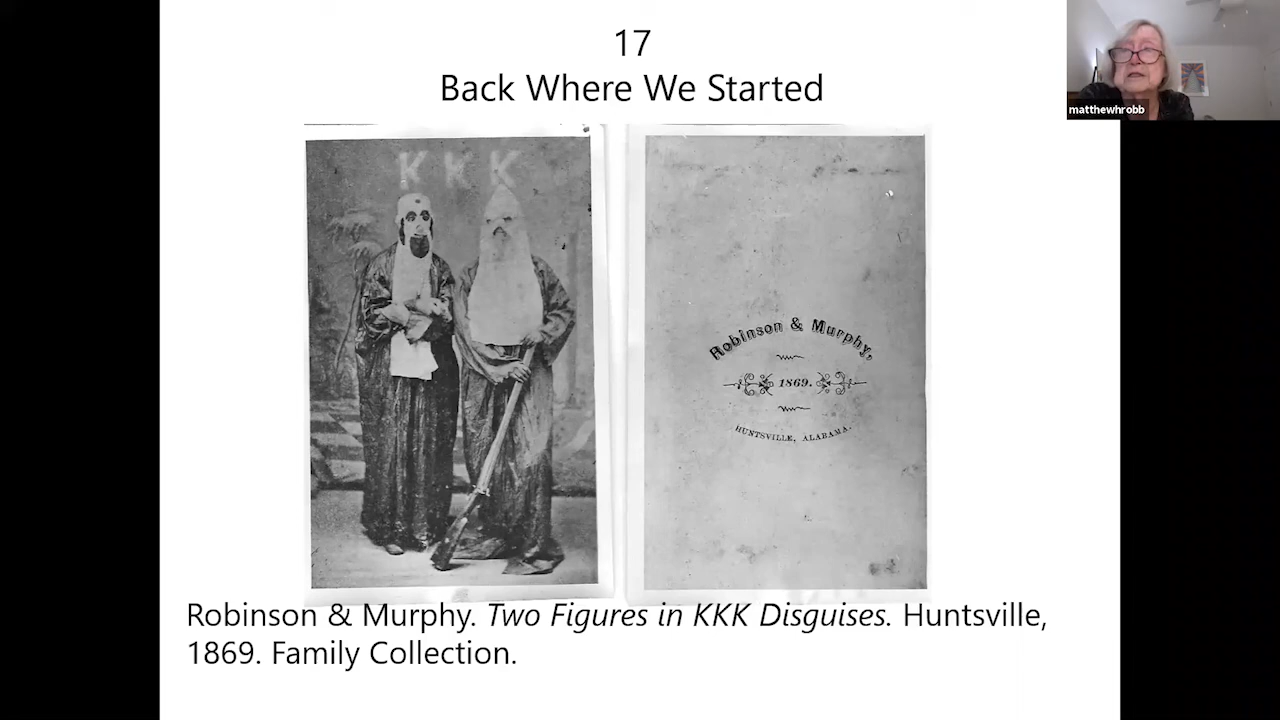 17
Back Where We Started
matthewhrobb
K K K
Robinson & Murphy,
1869.
HUNTSVILLE, ALABAMA.
Robinson & Murphy. Two Figures in KKK Disguises. Huntsville,
1869. Family Collection.